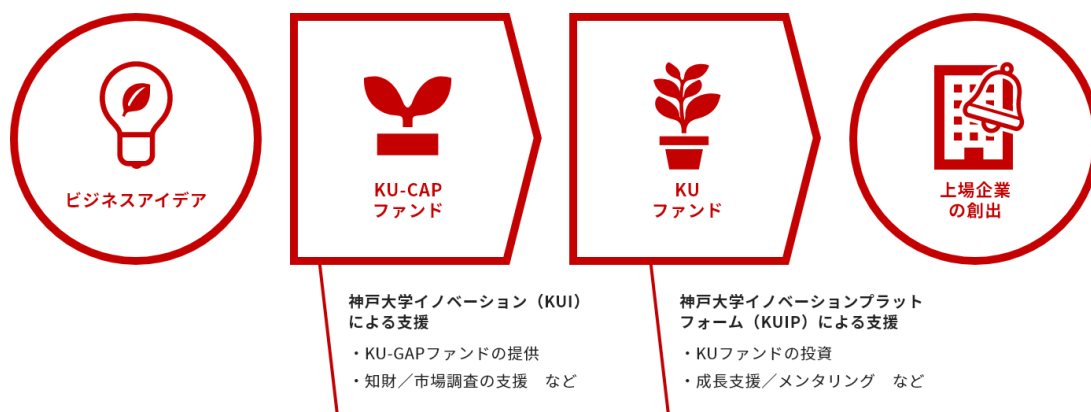 ビジネスアイデア
KU-CAP
ファンド
KU
ファンド
上場企業
の創出
神戸大学イノベーション（KUI）
による支援
・KU-GAPファンドの提供
・知財／市場調査の支援　など
神戸大学イノベーションプラット
フォーム（KUIP）による支援
・KUファンドの投資
・成長支援／メンタリング　など